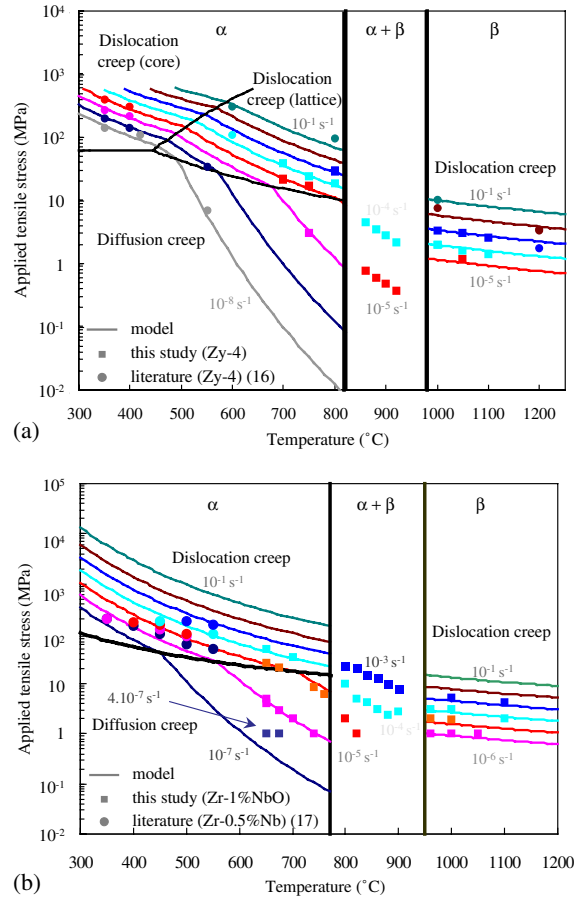 10⁵
α
α + β
β
10⁴
Dislocation
creep (core)
Dislocation
creep (lattice)
10³
10⁻¹ s⁻¹
Applied tensile stress (MPa)
10²
Dislocation creep
10⁻¹ s⁻¹
10
10⁻⁴ s⁻¹
Diffusion creep
1
10⁻⁵ s⁻¹
10⁻⁵ s⁻¹
10⁻⁸ s⁻¹
10⁻¹
model
this study (Zy-4)
literature (Zy-4) (16)
10⁻²
300 400 500 600 700 800 900 1000 1100 1200
(a)
Temperature (˚C)
10⁵
α
α + β
β
10⁴
Dislocation creep
10³
10⁻¹ s⁻¹
Applied tensile stress (MPa)
10²
Dislocation creep
10⁻³ s⁻¹
10⁻¹ s⁻¹
10
4.10⁻⁷ s⁻¹
Diffusion creep
1
10⁻⁷ s⁻¹
10⁻⁵ s⁻¹
10⁻⁴ s⁻¹
10⁻⁶ s⁻¹
10⁻¹
model
this study (Zr-1%NbO)
literature (Zr-0.5%Nb) (17)
10⁻²
300 400 500 600 700 800 900 1000 1100 1200
(b)
Temperature (˚C)